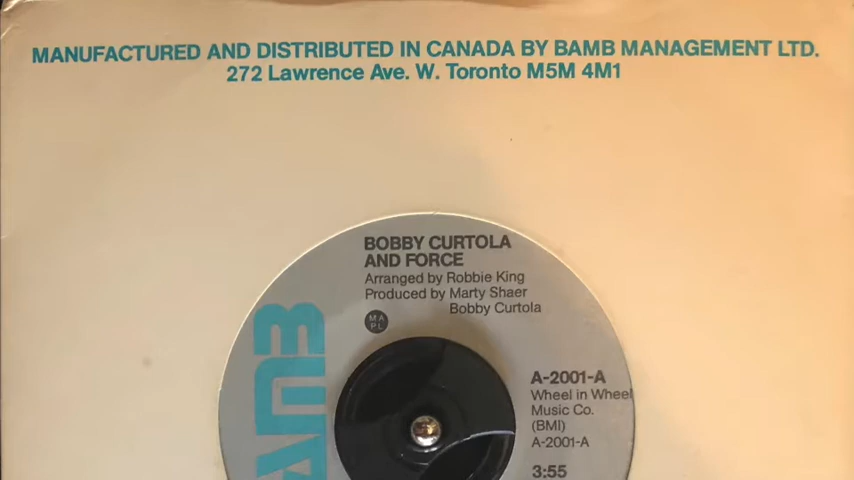 MANUFACTURED AND DISTRIBUTED IN CANADA BY BAMB MANAGEMENT LTD.
272 Lawrence Ave. W. Toronto M5M 4M1
BOBBY CURTOLA
AND FORCE
Arranged by Robbie King
Produced by Marty Shaer
Bobby Curtola
MA
PL
A-2001-A
Wheel in Wheel
Music Co.
(BMI)
A-2001-A
3:55